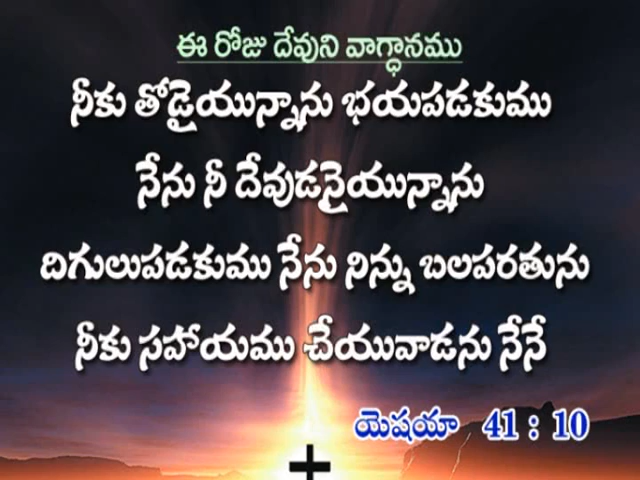 ఈ రోజు దేవుని వాగ్ధానము
నీకు తోడైయున్నాను భయపడకుము
నేను నీ దేవుడనైయున్నాను
దిగులుపడకుము నేను నిన్ను బలపరతును
నీకు సహాయము చేయువాడను నేనే
యెషయా 41 : 10